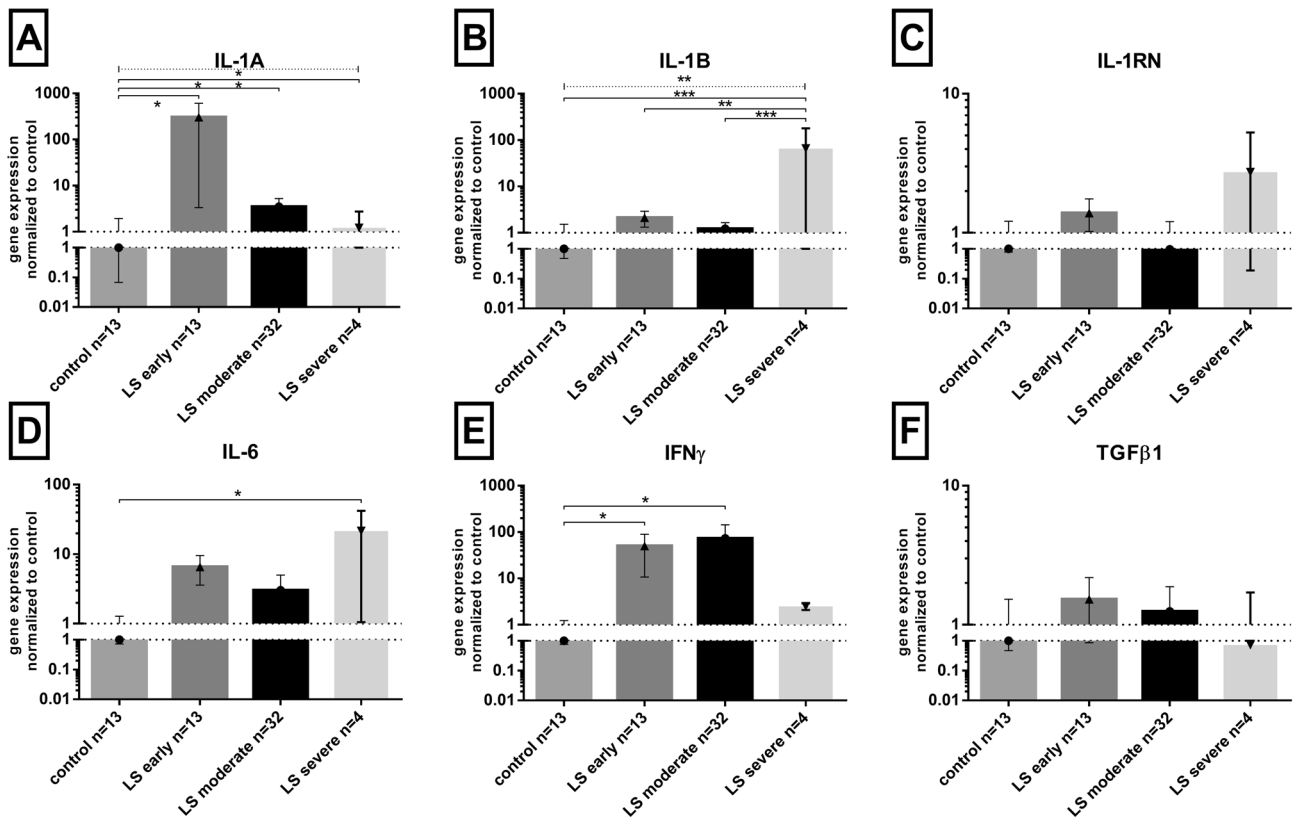 A
IL-1A
*
* *
*
gene expression
normalized to control
1000
100
10
1
1
0.1
0.01
control n=13
LS early n=13
LS moderate n=32
LS severe n=4
B
IL-1B
**
***
**
***
gene expression
normalized to control
1000
100
10
1
1
0.1
0.01
control n=13
LS early n=13
LS moderate n=32
LS severe n=4
C
IL-1RN
gene expression
normalized to control
10
1
1
0.1
0.01
control n=13
LS early n=13
LS moderate n=32
LS severe n=4
D
IL-6
*
gene expression
normalized to control
100
10
1
1
0.1
0.01
control n=13
LS early n=13
LS moderate n=32
LS severe n=4
E
IFNγ
*
*
gene expression
normalized to control
1000
100
10
1
1
0.1
0.01
control n=13
LS early n=13
LS moderate n=32
LS severe n=4
F
TGFβ1
gene expression
normalized to control
10
1
1
0.1
0.01
control n=13
LS early n=13
LS moderate n=32
LS severe n=4